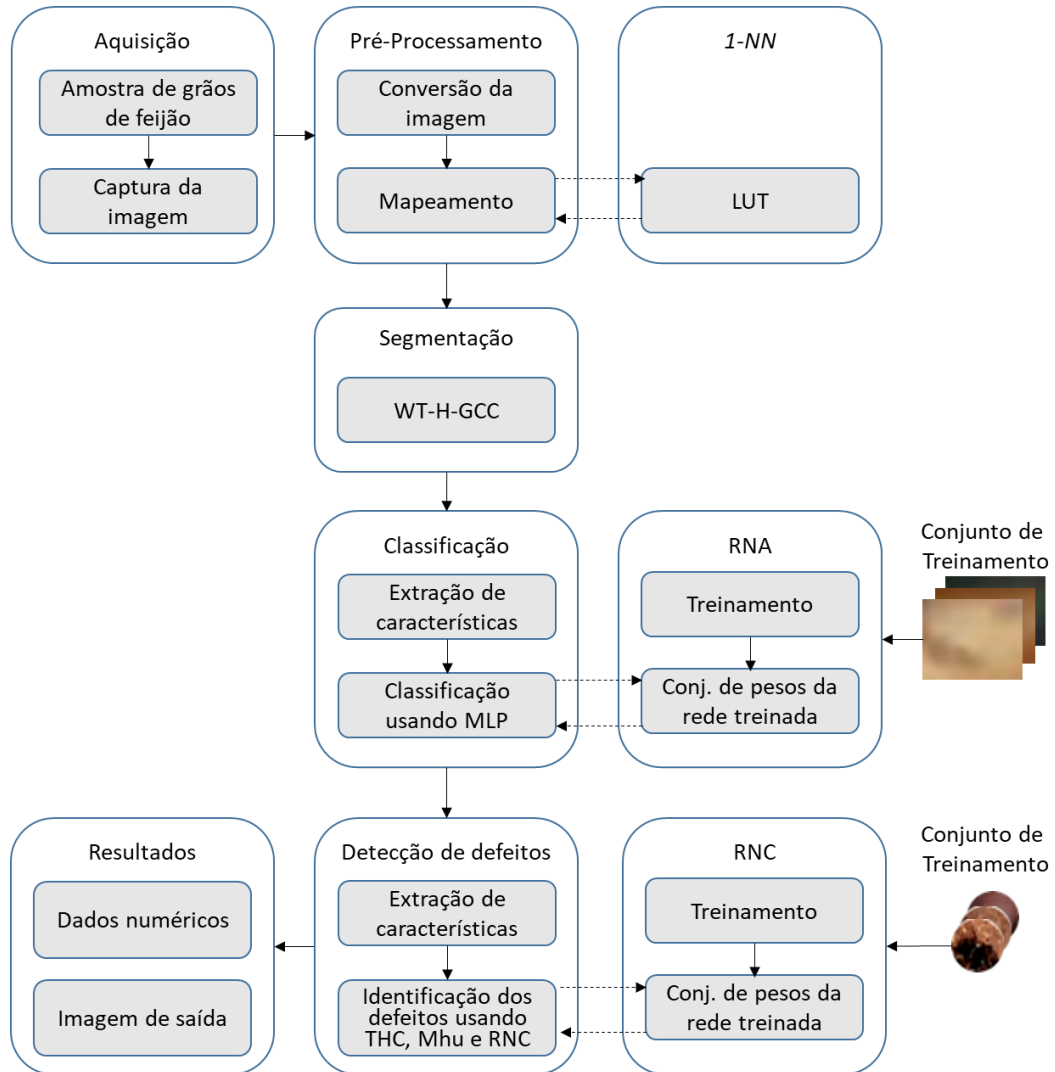 Aquisição
Amostra de grãos
de feijão
Captura da
imagem
Pré-Processamento
Conversão da
imagem
Mapeamento
1-NN
LUT
Segmentação
WT-H-GCC
Classificação
Extração de
características
Classificação
usando MLP
RNA
Treinamento
Conj. de pesos da
rede treinada
Conjunto de
Treinamento
Resultados
Dados numéricos
Imagem de saída
Detecção de defeitos
Extração de
características
Identificação dos
defeitos usando
THC, Mhu e RNC
RNC
Treinamento
Conj. de pesos da
rede treinada
Conjunto de
Treinamento